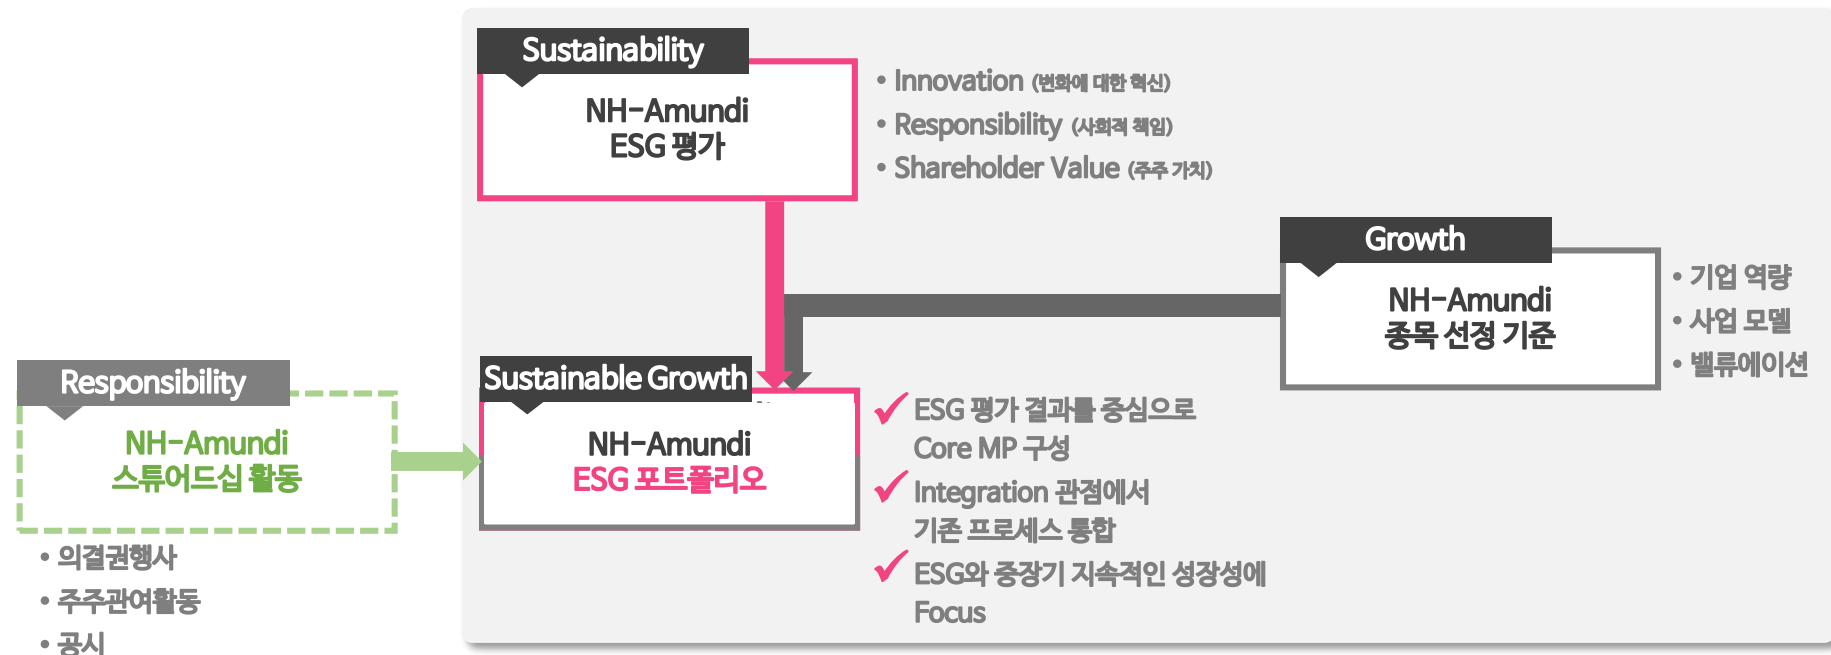 Sustainability
NH-Amundi
ESG 평가
• Innovation (변화에 대한 혁신)
• Responsibility (사회적 책임)
• Shareholder Value (주주 가치)
Growth
NH-Amundi
종목 선정 기준
• 기업 역량
• 사업 모델
• 밸류에이션
Responsibility
NH-Amundi
스튜어드십 활동
• 의결권행사
• 주주관여활동
• 공시
Sustainable Growth
NH-Amundi
ESG 포트폴리오
ESG 평가 결과를 중심으로
Core MP 구성
Integration 관점에서
기존 프로세스 통합
ESG와 중장기 지속적인 성장성에
Focus